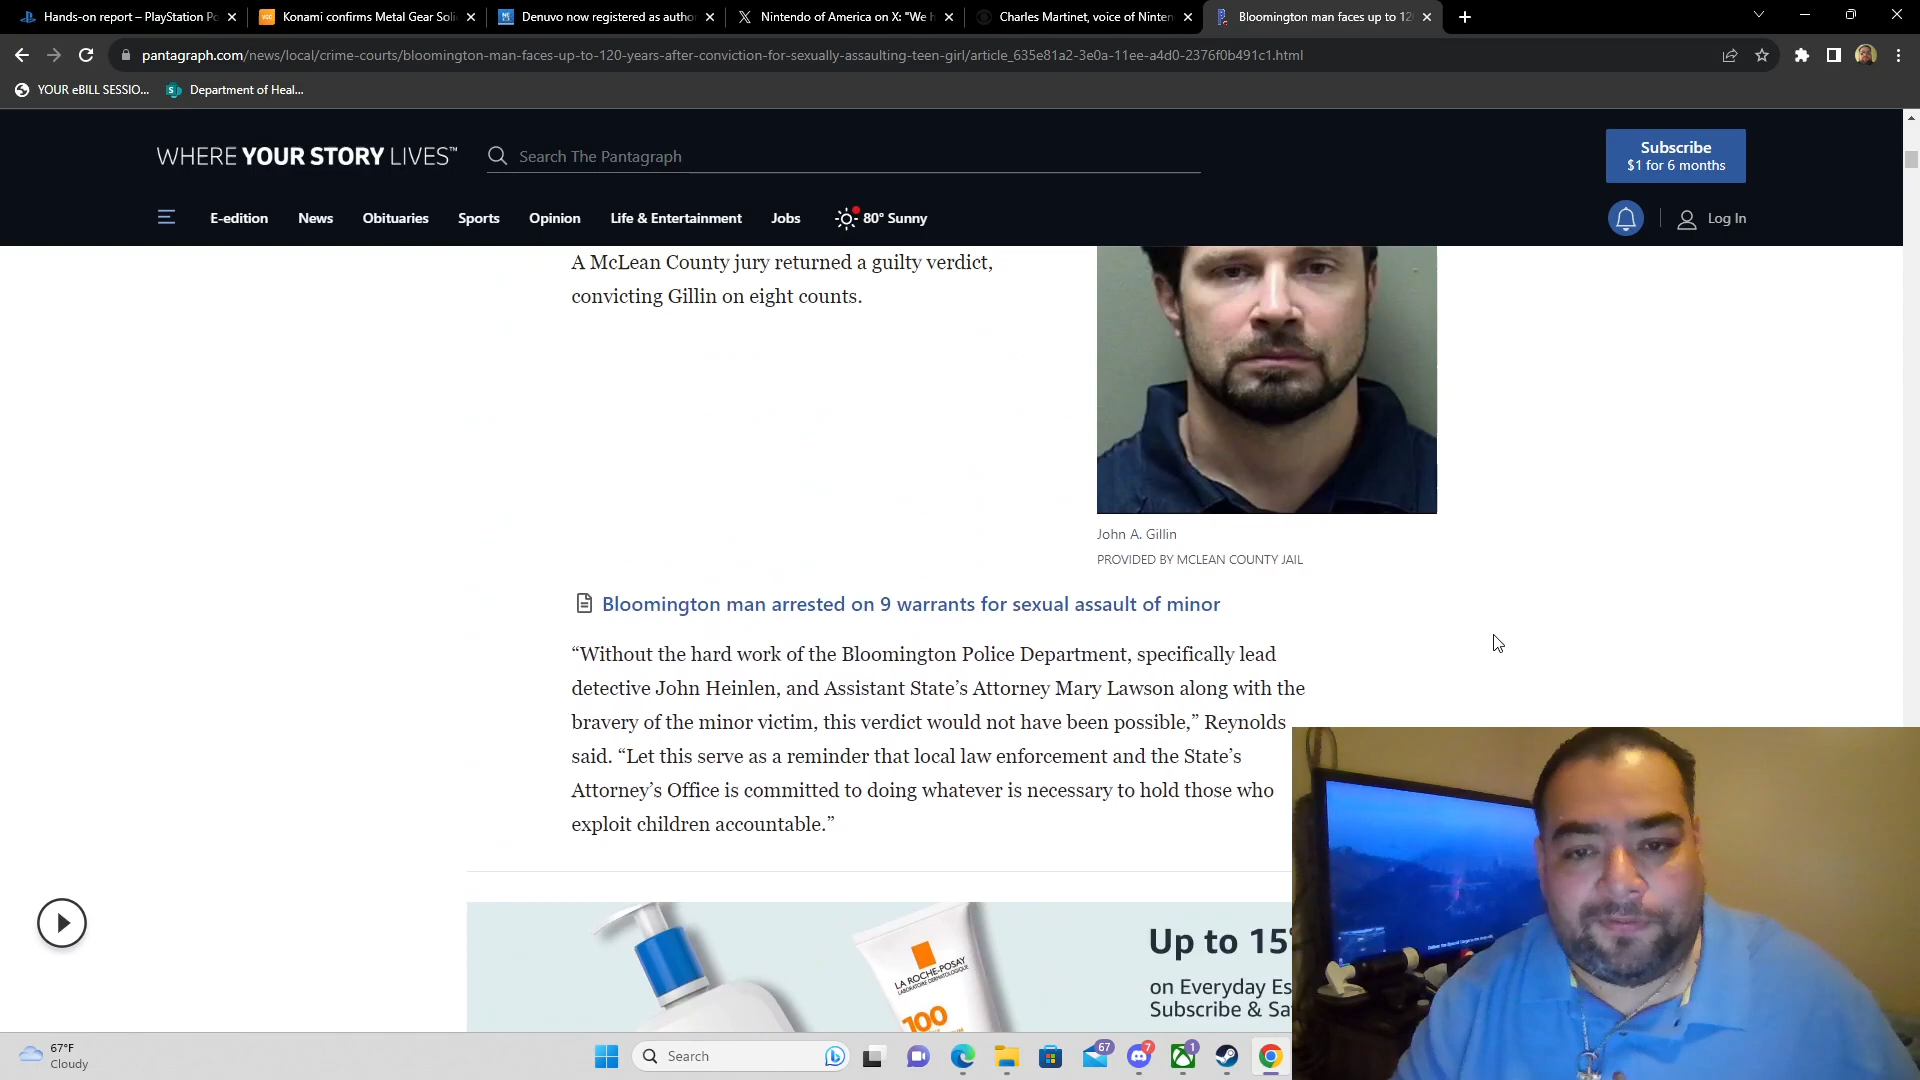 Hands-on report – PlayStation Po
Konami confirms Metal Gear Soli
Denuvo now registered as autho
Nintendo of America on X: "We h
Charles Martinet, voice of Ninten
Bloomington man faces up to 12
pantagraph.com/news/local/crime-courts/bloomington-man-faces-up-to-120-years-after-conviction-for-sexually-assaulting-teen-girl/article_635e81a2-3e0a-11ee-a4d0-2376f0b491c1.html
YOUR eBILL SESSIO...
Department of Heal...
WHERE YOUR STORY LIVES™
Search The Pantagraph
Subscribe
$1 for 6 months
E-edition
News
Obituaries
Sports
Opinion
Life & Entertainment
Jobs
80° Sunny
Log In
A McLean County jury returned a guilty verdict,
convicting Gillin on eight counts.
John A. Gillin
PROVIDED BY MCLEAN COUNTY JAIL
Bloomington man arrested on 9 warrants for sexual assault of minor
“Without the hard work of the Bloomington Police Department, specifically lead
detective John Heinlen, and Assistant State’s Attorney Mary Lawson along with the
bravery of the minor victim, this verdict would not have been possible,” Reynolds
said. “Let this serve as a reminder that local law enforcement and the State’s
Attorney’s Office is committed to doing whatever is necessary to hold those who
exploit children accountable.”
LA ROCHE-POSAY
LABORATOIRE DERMATOLOGIQUE
100
Up to 15
on Everyday Es
Subscribe & Sa
67°F
Cloudy
Search
67
7
1